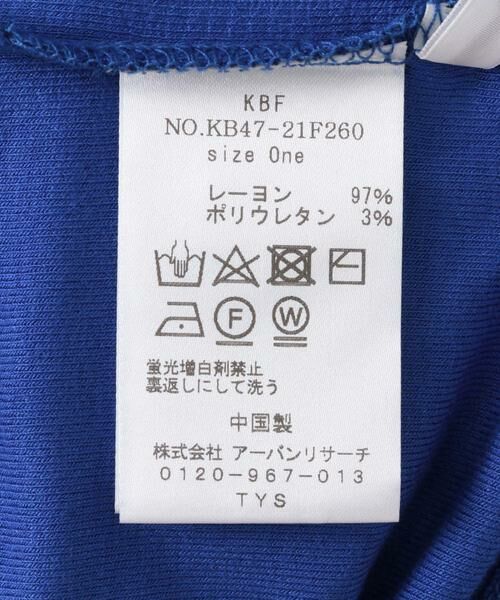 KBF
NO.KB47-21F260
size One
レーヨン 97%
ポリウレタン 3%
F W
蛍光増白剤禁止
裏返しにして洗う
中国製
株式会社 アーバンリサーチ
0120-967-013
TYS